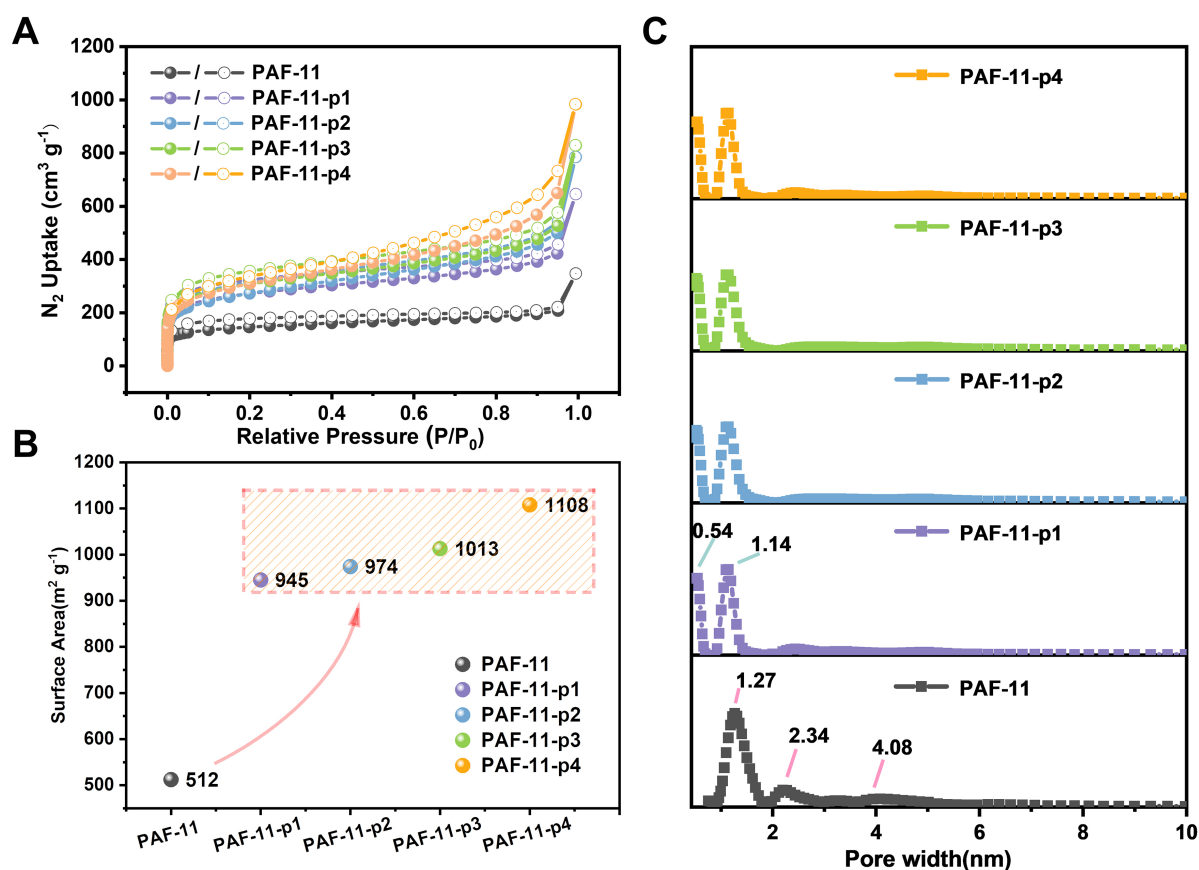 A
1200
1000
800
600
400
200
0
N₂ Uptake (cm³ g⁻¹)
/ PAF-11
/ PAF-11-p1
/ PAF-11-p2
/ PAF-11-p3
/ PAF-11-p4
0.0 0.2 0.4 0.6 0.8 1.0
Relative Pressure (P/P₀)
B
1200
1100
1000
900
800
700
600
500
Surface Area(m² g⁻¹)
512
945
974
1013
1108
PAF-11
PAF-11-p1
PAF-11-p2
PAF-11-p3
PAF-11-p4
PAF-11 PAF-11-p1 PAF-11-p2 PAF-11-p3 PAF-11-p4
C
PAF-11-p4
PAF-11-p3
PAF-11-p2
PAF-11-p1
0.54
1.14
PAF-11
1.27
2.34
4.08
2 4 6 8 10
Pore width(nm)